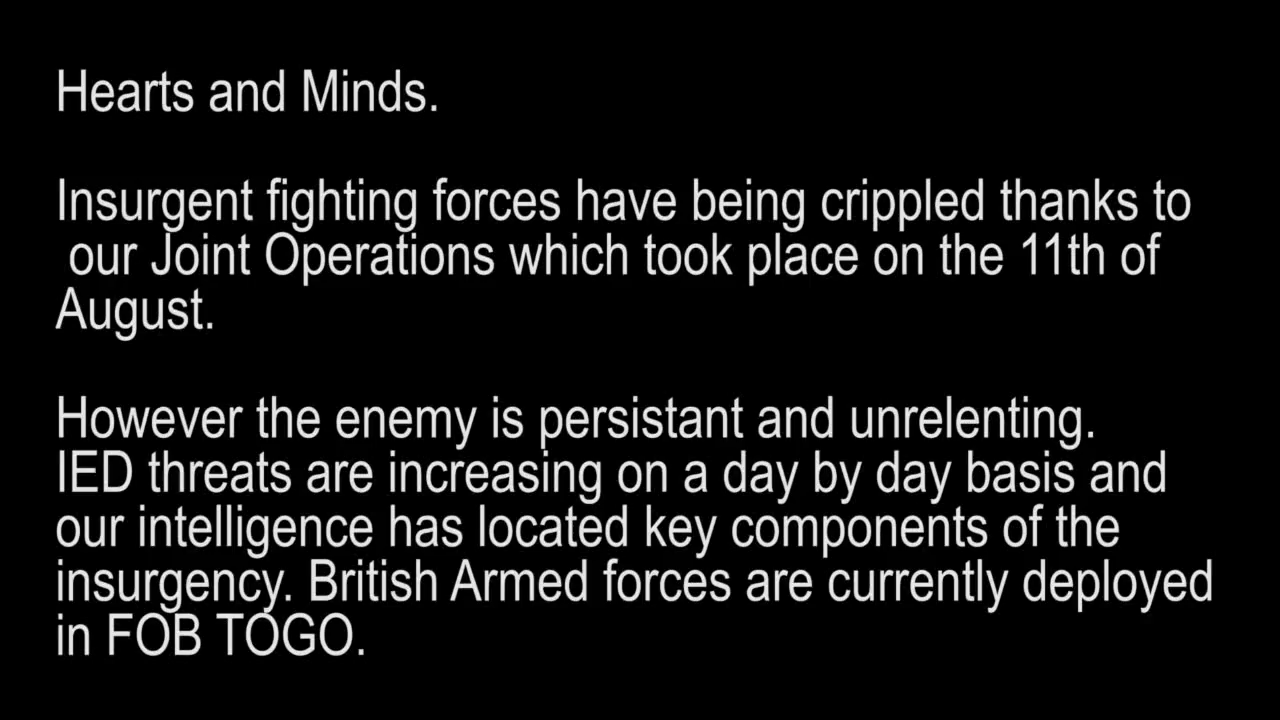 Hearts and Minds.
Insurgent fighting forces have being crippled thanks to
our Joint Operations which took place on the 11th of
August.
However the enemy is persistant and unrelenting.
IED threats are increasing on a day by day basis and
our intelligence has located key components of the
insurgency. British Armed forces are currently deployed
in FOB TOGO.